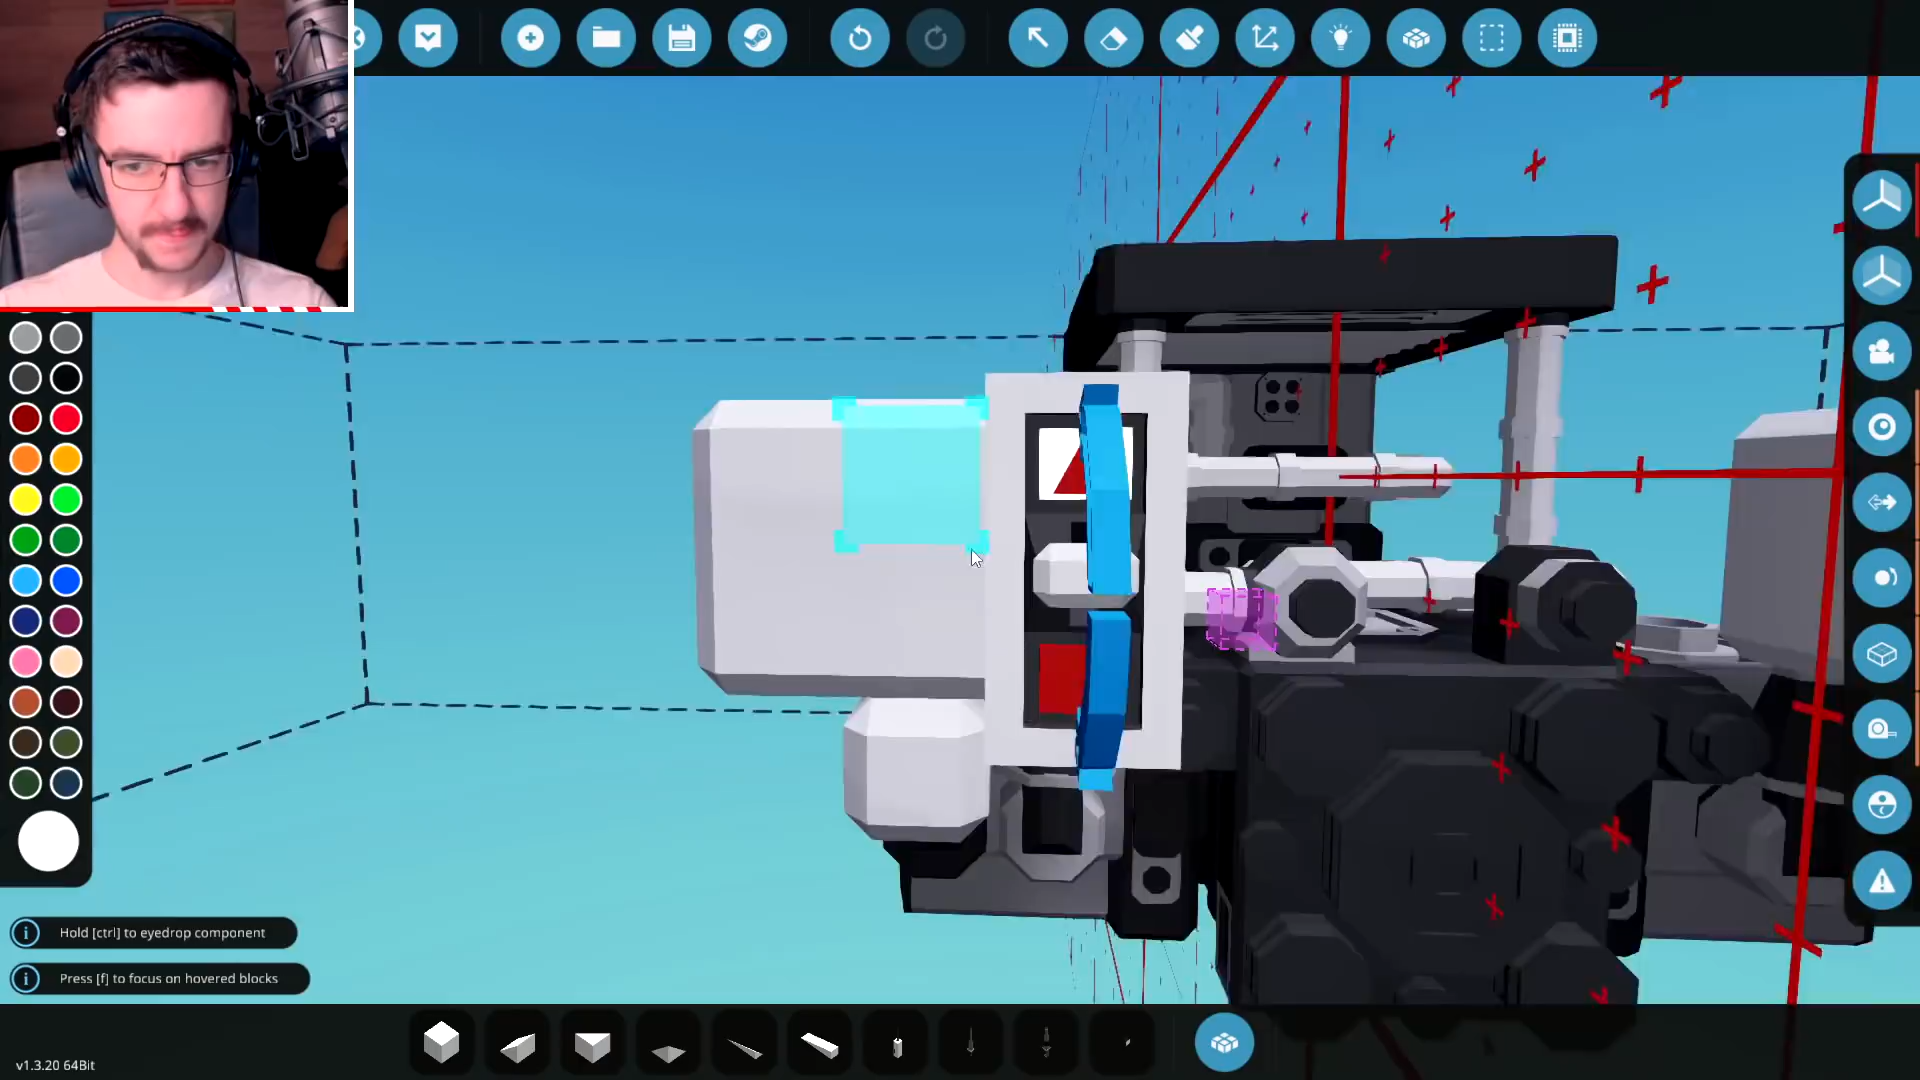 Hold [ctrl] to eyedrop component
Press [f] to focus on hovered blocks
v1.3.20 64Bit